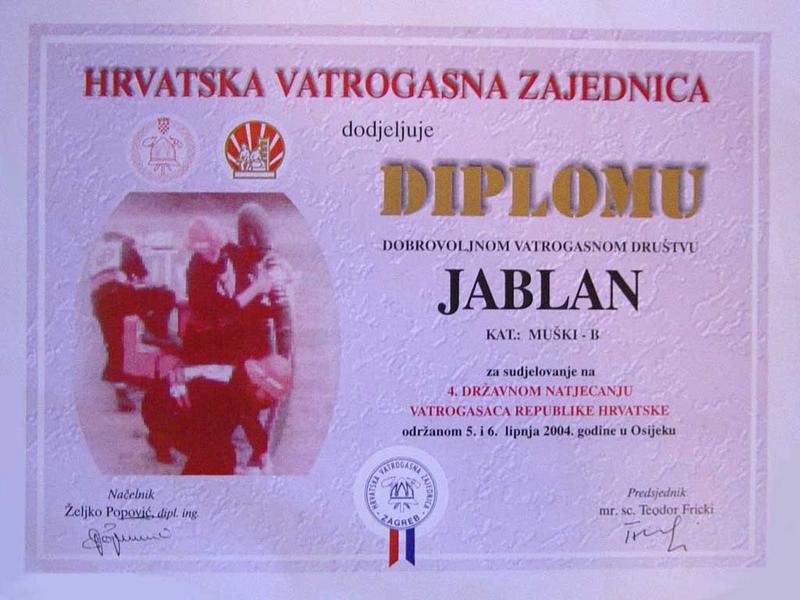 HRVATSKA VATROGASNA ZAJEDNICA
dodjeljuje
DIPLOMU
DOBROVOLJNOM VATROGASNOM DRUŠTVU
JABLAN
KAT.: MUŠKI - B
za sudjelovanje na
4. DRŽAVNOM NATJECANJU
VATROGASACA REPUBLIKE HRVATSKE
održanom 5. i 6. lipnja 2004. godine u Osijeku
Načelnik
Željko Popović, dipl. ing.
HRVATSKA VATROGASNA ZAJEDNICA
- ZAGREB -
Predsjednik
mr. sc. Teodor Fricki